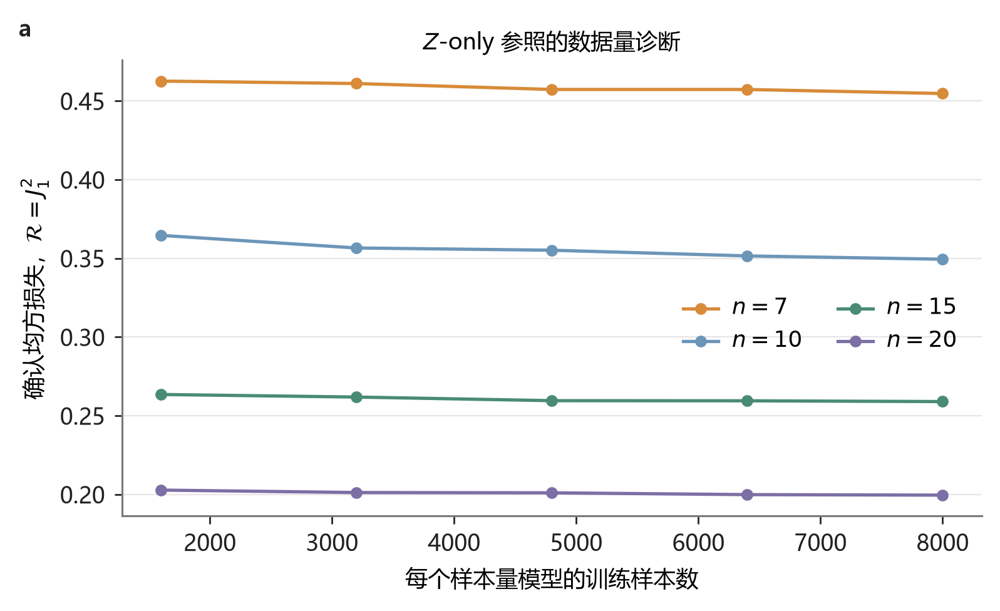 a
Z-only 参照的数据量诊断
确认均方损失, ℛ = J₁²
0.45
0.40
0.35
0.30
0.25
0.20
n = 7
n = 15
n = 10
n = 20
2000 3000 4000 5000 6000 7000 8000
每个样本量模型的训练样本数